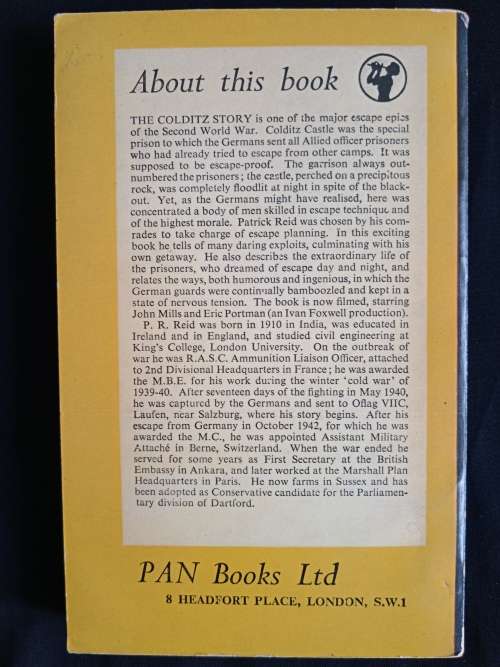 About this book
THE COLDITZ STORY is one of the major escape epics
of the Second World War. Colditz Castle was the special
prison to which the Germans sent all Allied officer prisoners
who had already tried to escape from other camps. It was
supposed to be escape-proof. The garrison always out-
numbered the prisoners; the castle, perched on a precipitous
rock, was completely floodlit at night in spite of the black-
out. Yet, as the Germans might have realised, here was
concentrated a body of men skilled in escape technique and
of the highest morale. Patrick Reid was chosen by his com-
rades to take charge of escape planning. In this exciting
book he tells of many daring exploits, culminating with his
own getaway. He also describes the extraordinary life of
the prisoners, who dreamed of escape day and night, and
relates the ways, both humorous and ingenious, in which the
German guards were continually bamboozled and kept in a
state of nervous tension. The book is now filmed, starring
John Mills and Eric Portman (an Ivan Foxwell production).
P. R. Reid was born in 1910 in India, was educated in
Ireland and in England, and studied civil engineering at
King's College, London University. On the outbreak of
war he was R.A.S.C. Ammunition Liaison Officer, attached
to 2nd Divisional Headquarters in France; he was awarded
the M.B.E. for his work during the winter 'cold war' of
1939-40. After seventeen days of the fighting in May 1940,
he was captured by the Germans and sent to Oflag VIIC,
Laufen, near Salzburg, where his story begins. After his
escape from Germany in October 1942, for which he was
awarded the M.C., he was appointed Assistant Military
Attaché in Berne, Switzerland. When the war ended he
served for some years as First Secretary at the British
Embassy in Ankara, and later worked at the Marshall Plan
Headquarters in Paris. He now farms in Sussex and has
been adopted as Conservative candidate for the Parliamen-
tary division of Dartford.
PAN Books Ltd
8 HEADFORT PLACE, LONDON, S.W.1